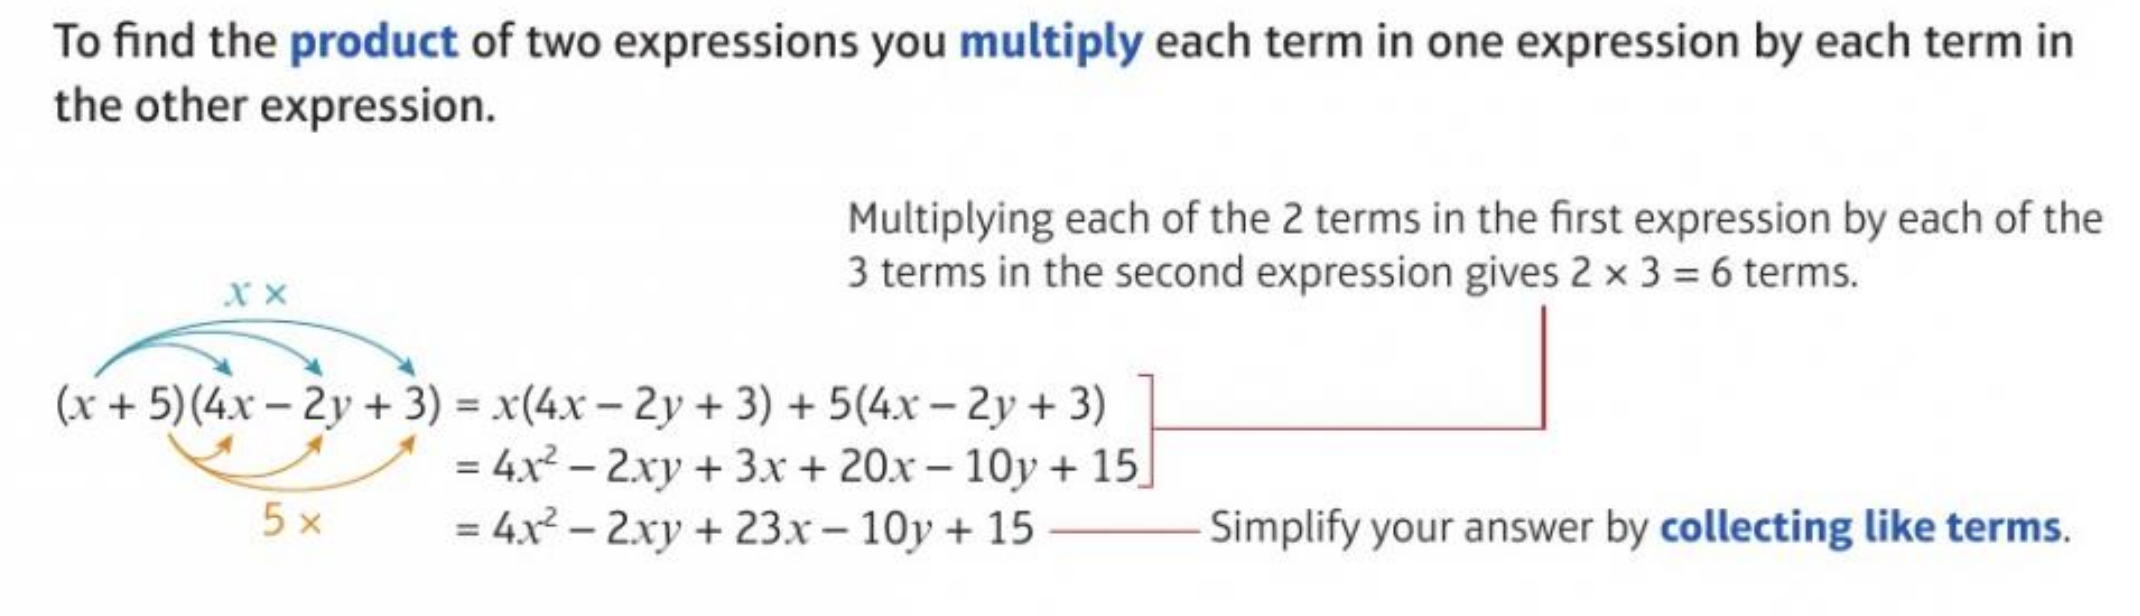 To find the product of two expressions you multiply each term in one expression by each term in
the other expression.
Multiplying each of the 2 terms in the first expression by each of the
3 terms in the second expression gives 2 × 3 = 6 terms.
x ×
(x + 5)(4x – 2y + 3) = x(4x – 2y + 3) + 5(4x – 2y + 3)
= 4x² – 2xy + 3x + 20x – 10y + 15
5 ×
= 4x² – 2xy + 23x – 10y + 15
Simplify your answer by collecting like terms.